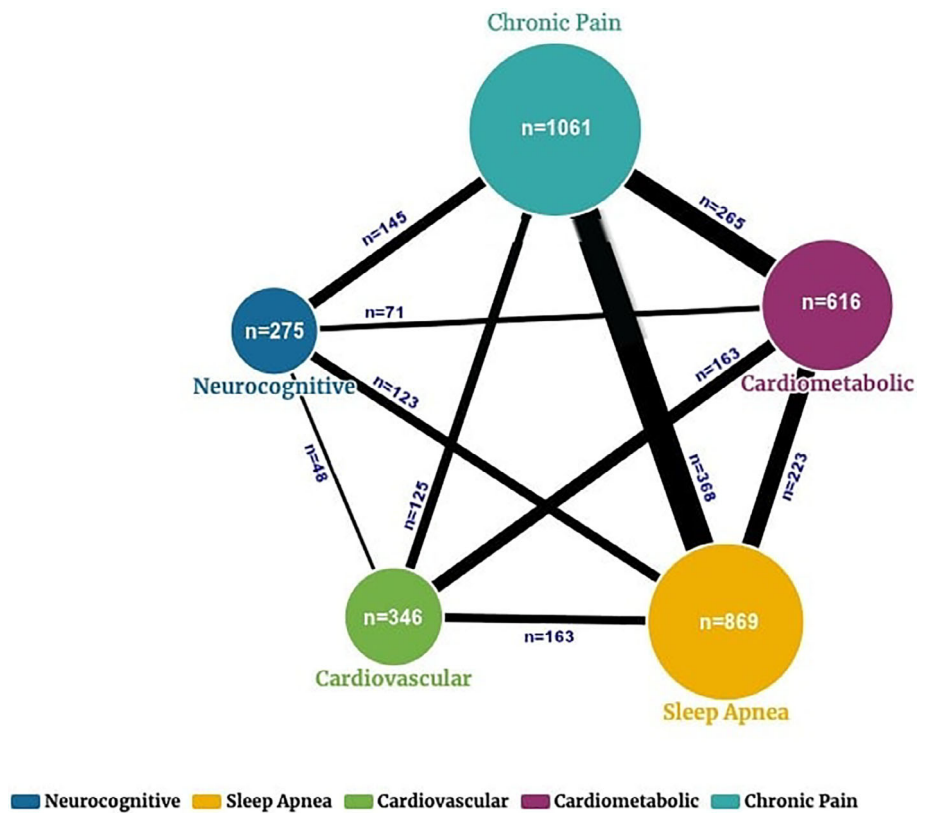 Chronic Pain
n=1061
n=145
n=265
n=71
n=275
n=616
Neurocognitive
Cardiometabolic
n=123
n=163
n=48
n=125
n=368
n=223
n=346
n=869
n=163
Cardiovascular
Sleep Apnea
Neurocognitive Sleep Apnea Cardiovascular Cardiometabolic Chronic Pain